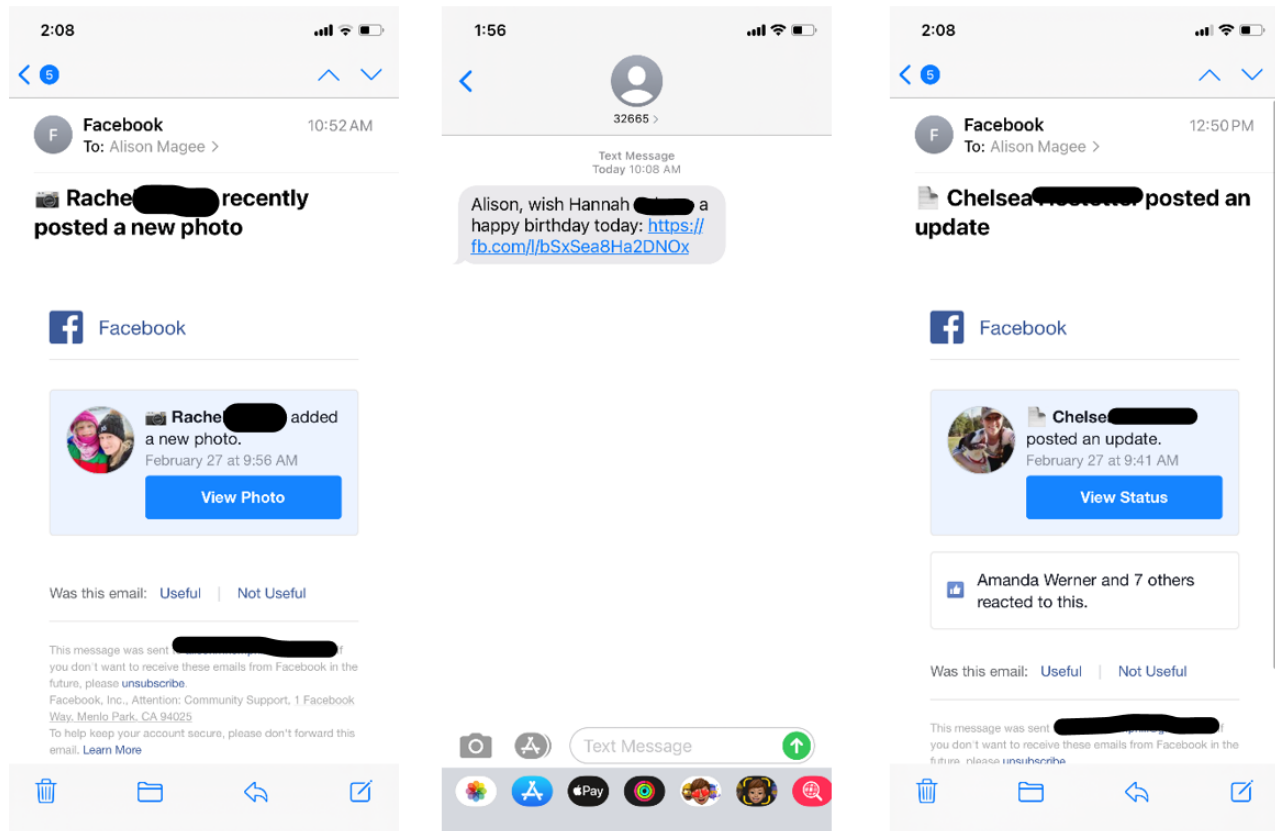 2:08
5
F
Facebook
10:52 AM
To: Alison Magee >
Rache recently
posted a new photo
Facebook
Rache added
a new photo.
February 27 at 9:56 AM
View Photo
Was this email: Useful | Not Useful
This message was sent
you don't want to receive these emails from Facebook in the
future, please unsubscribe.
Facebook, Inc., Attention: Community Support, 1 Facebook
Way, Menlo Park, CA 94025
To help keep your account secure, please don't forward this
email. Learn More
1:56
32665 >
Text Message
Today 10:08 AM
Alison, wish Hannah a
happy birthday today: https://
fb.com/l/bSxSea8Ha2DNOx
Text Message
Pay
2:08
5
F
Facebook
12:50 PM
To: Alison Magee >
Chelsea posted an
update
Facebook
Chelse
posted an update.
February 27 at 9:41 AM
View Status
Amanda Werner and 7 others
reacted to this.
Was this email: Useful | Not Useful
This message was sent
you don't want to receive these emails from Facebook in the
future, please unsubscribe